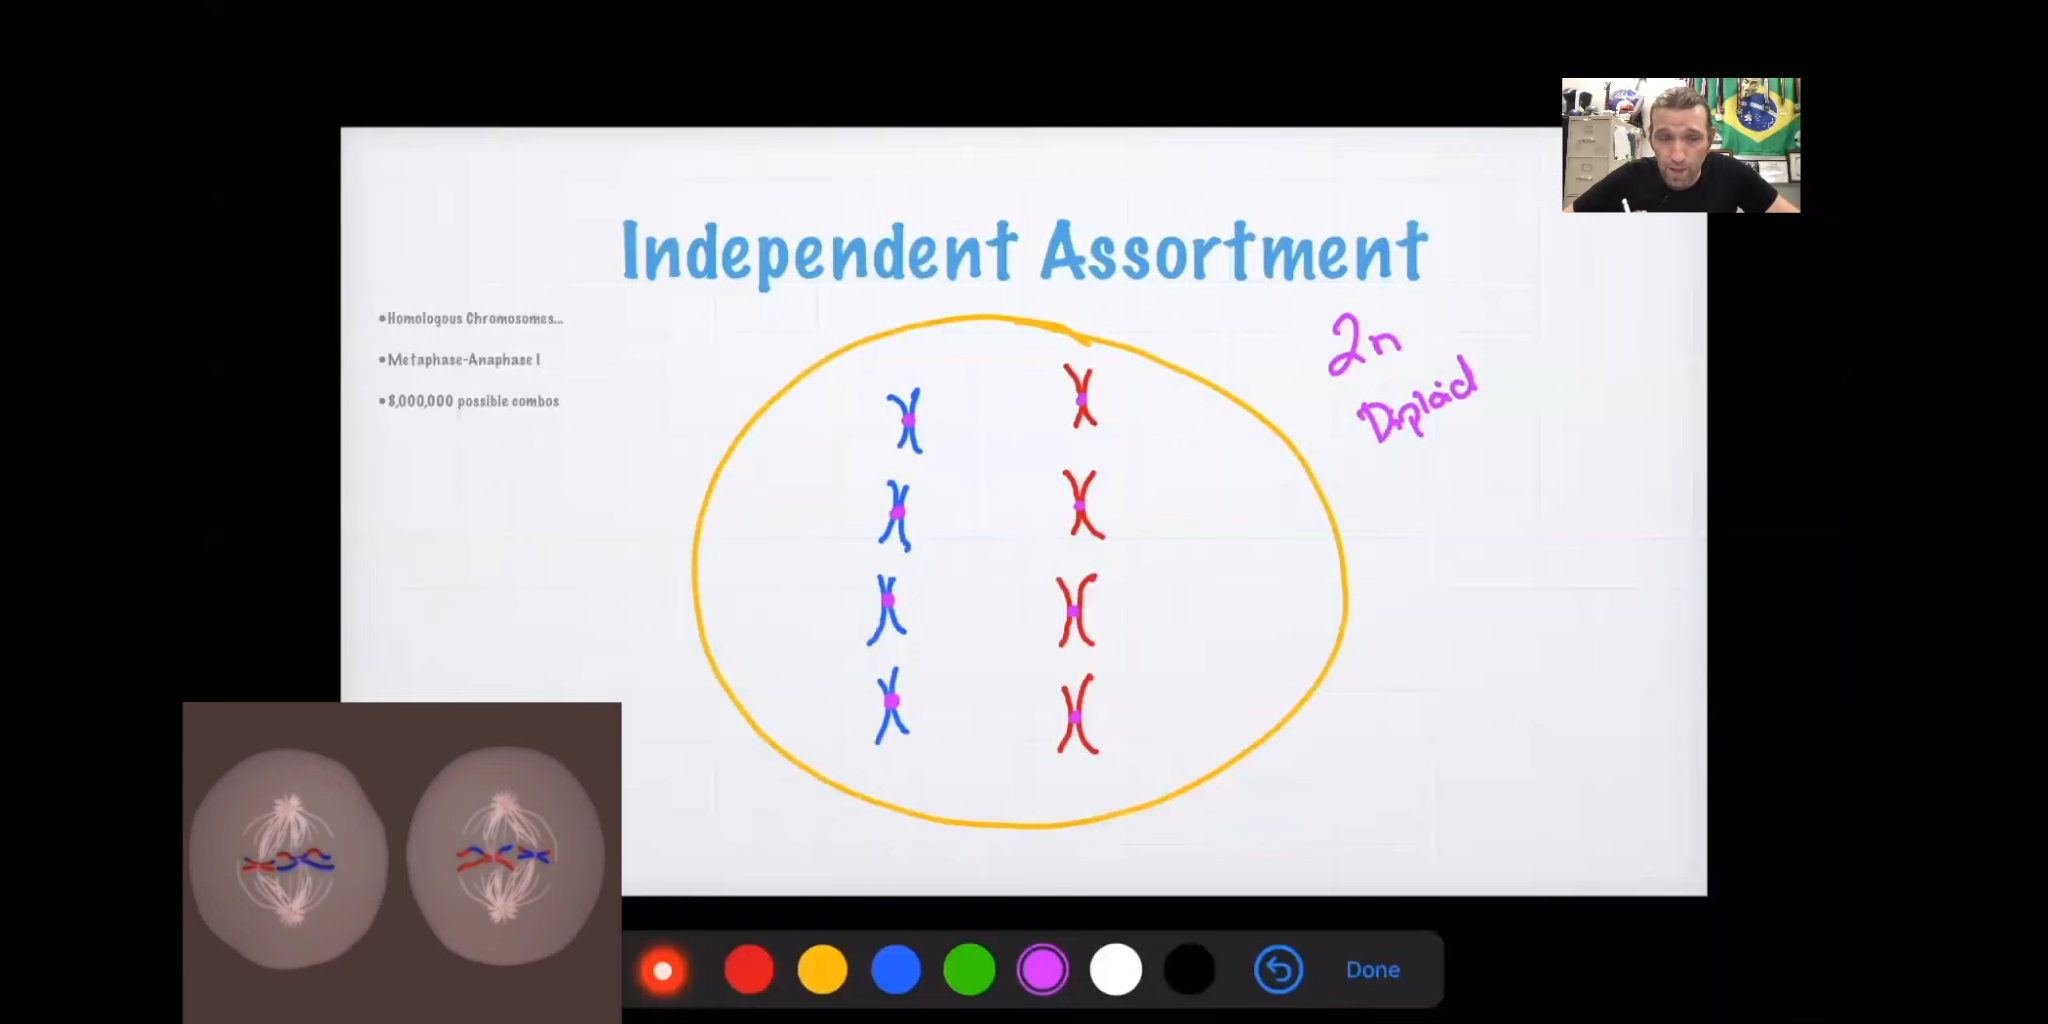 Independent Assortment
•Homologous Chromosomes...
•Metaphase-Anaphase I
•8,000,000 possible combos
2n
Diploid
Done